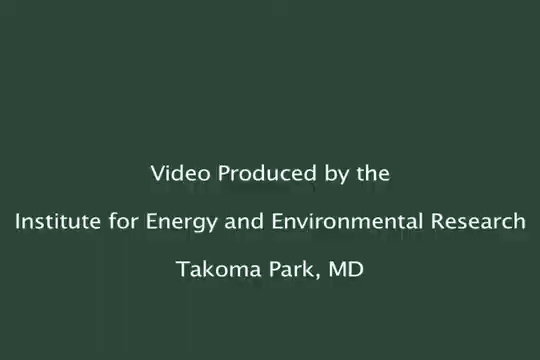 Video Produced by the
Institute for Energy and Environmental Research
Takoma Park, MD